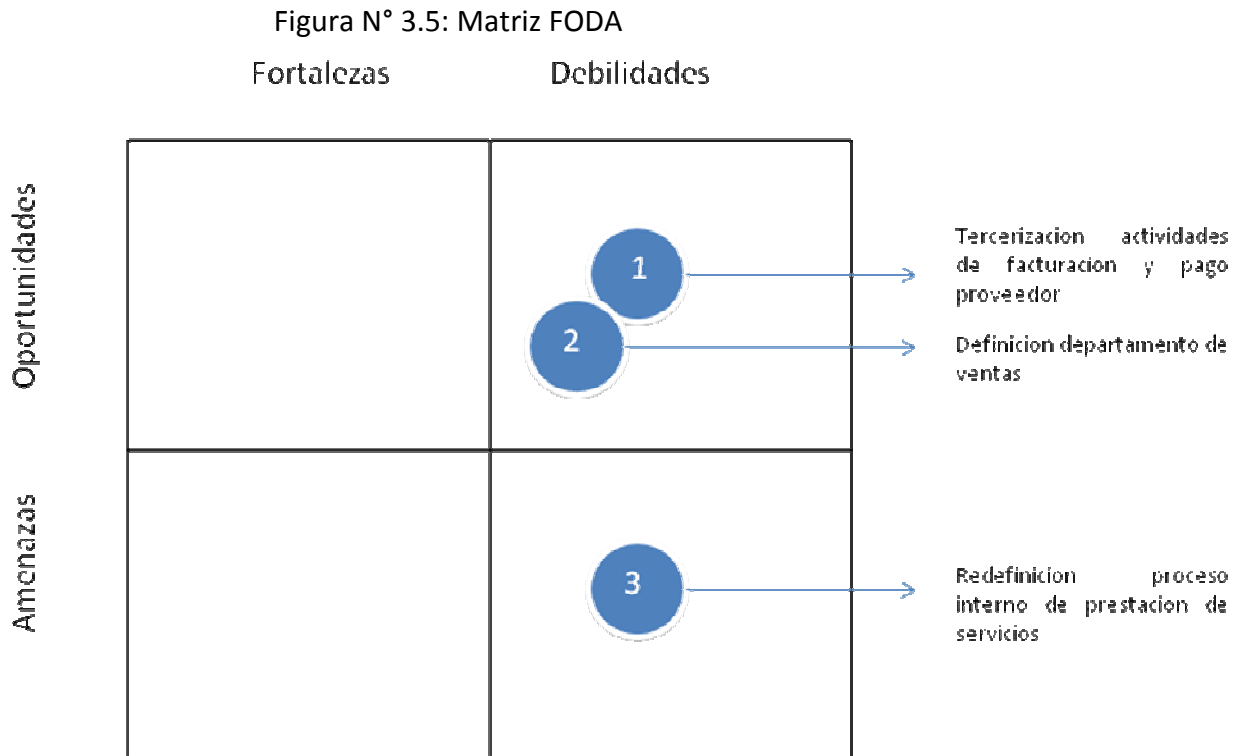 Figura N° 3.5: Matriz FODA
Fortalezas Debilidades
Oportunidades
1
Tercerizacion actividades
de facturacion y pago
proveedor
2
Definicion departamento de
ventas
Amenazas
3
Redefinicion proceso
interno de prestacion de
servicios